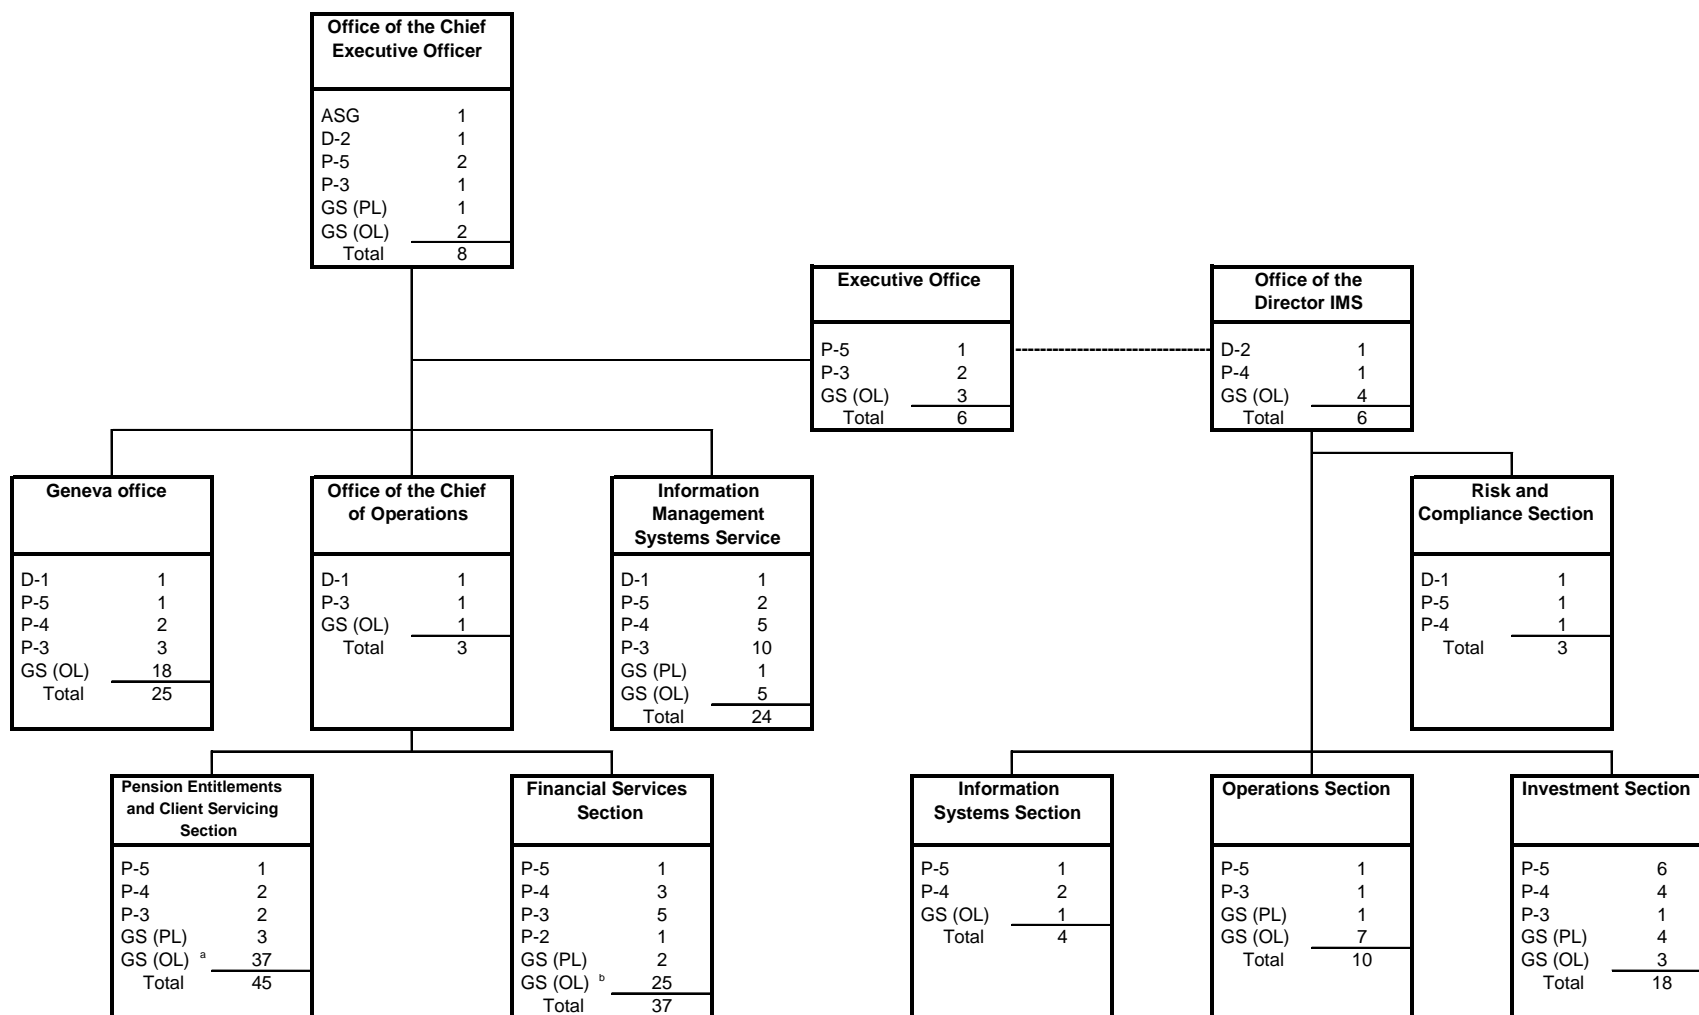 Office of the Chief
Executive Officer
ASG 1
D-2 1
P-5 2
P-3 1
GS (PL) 1
GS (OL) 2
Total 8
Executive Office
P-5 1
P-3 2
GS (OL) 3
Total 6
Office of the
Director IMS
D-2 1
P-4 1
GS (OL) 4
Total 6
Geneva office
D-1 1
P-5 1
P-4 2
P-3 3
GS (OL) 18
Total 25
Office of the Chief
of Operations
D-1 1
P-3 1
GS (OL) 1
Total 3
Information
Management
Systems Service
D-1 1
P-5 2
P-4 5
P-3 10
GS (PL) 1
GS (OL) 5
Total 24
Risk and
Compliance Section
D-1 1
P-5 1
P-4 1
Total 3
Pension Entitlements
and Client Servicing
Section
P-5 1
P-4 2
P-3 2
GS (PL) 3
GS (OL) a 37
Total 45
Financial Services
Section
P-5 1
P-4 3
P-3 5
P-2 1
GS (PL) 2
GS (OL) b 25
Total 37
Information
Systems Section
P-5 1
P-4 2
GS (OL) 1
Total 4
Operations Section
P-5 1
P-3 1
GS (PL) 1
GS (OL) 7
Total 10
Investment Section
P-5 6
P-4 4
P-3 1
GS (PL) 4
GS (OL) 3
Total 18